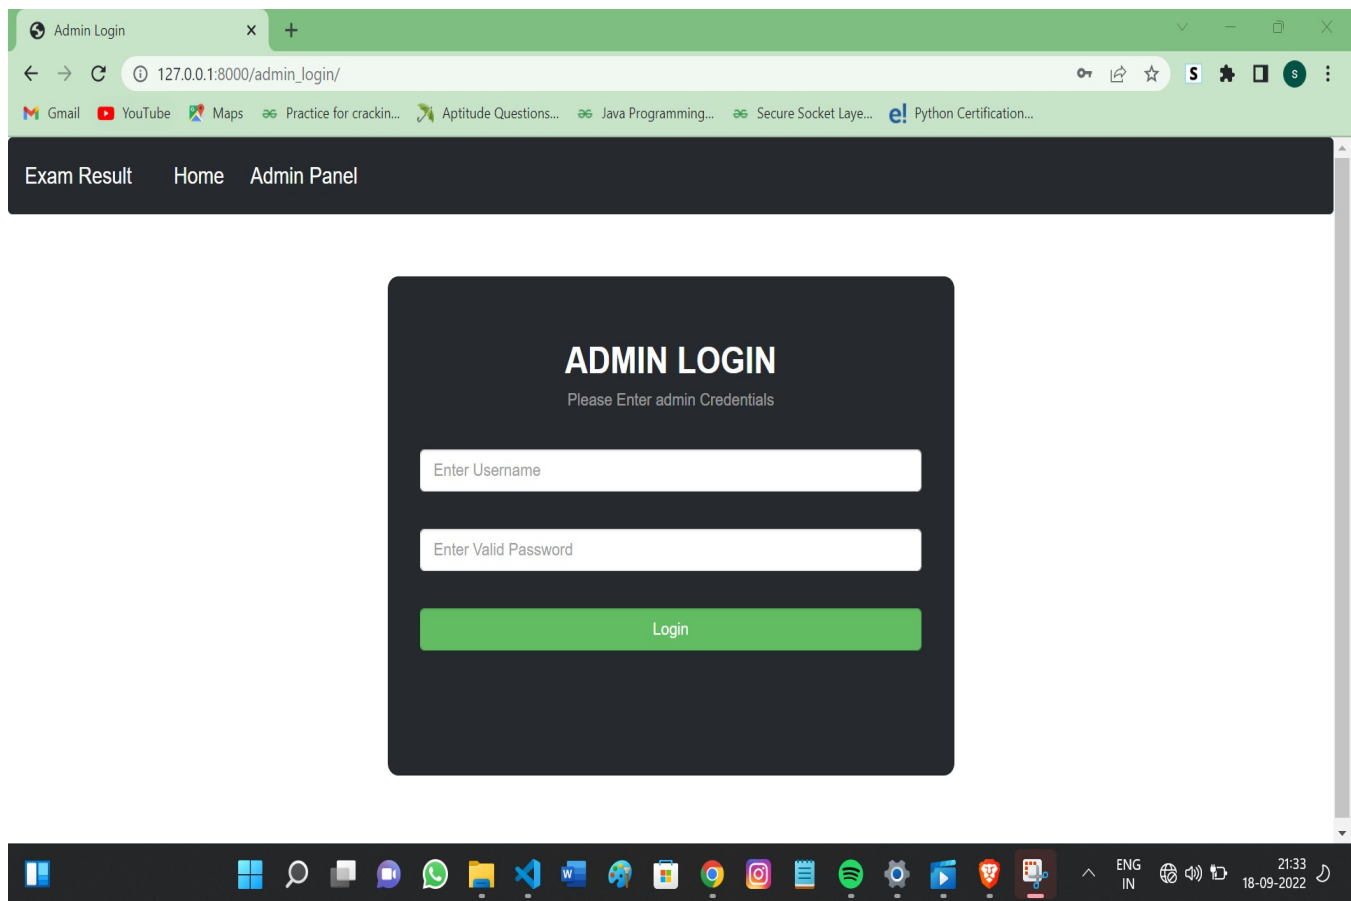 Admin Login
127.0.0.1:8000/admin_login/
S
s
Gmail YouTube Maps Practice for crackin... Aptitude Questions... Java Programming... Secure Socket Laye... e! Python Certification...
Exam Result Home Admin Panel
ADMIN LOGIN
Please Enter admin Credentials
Enter Username
Enter Valid Password
Login
ENG 21:33
IN 18-09-2022